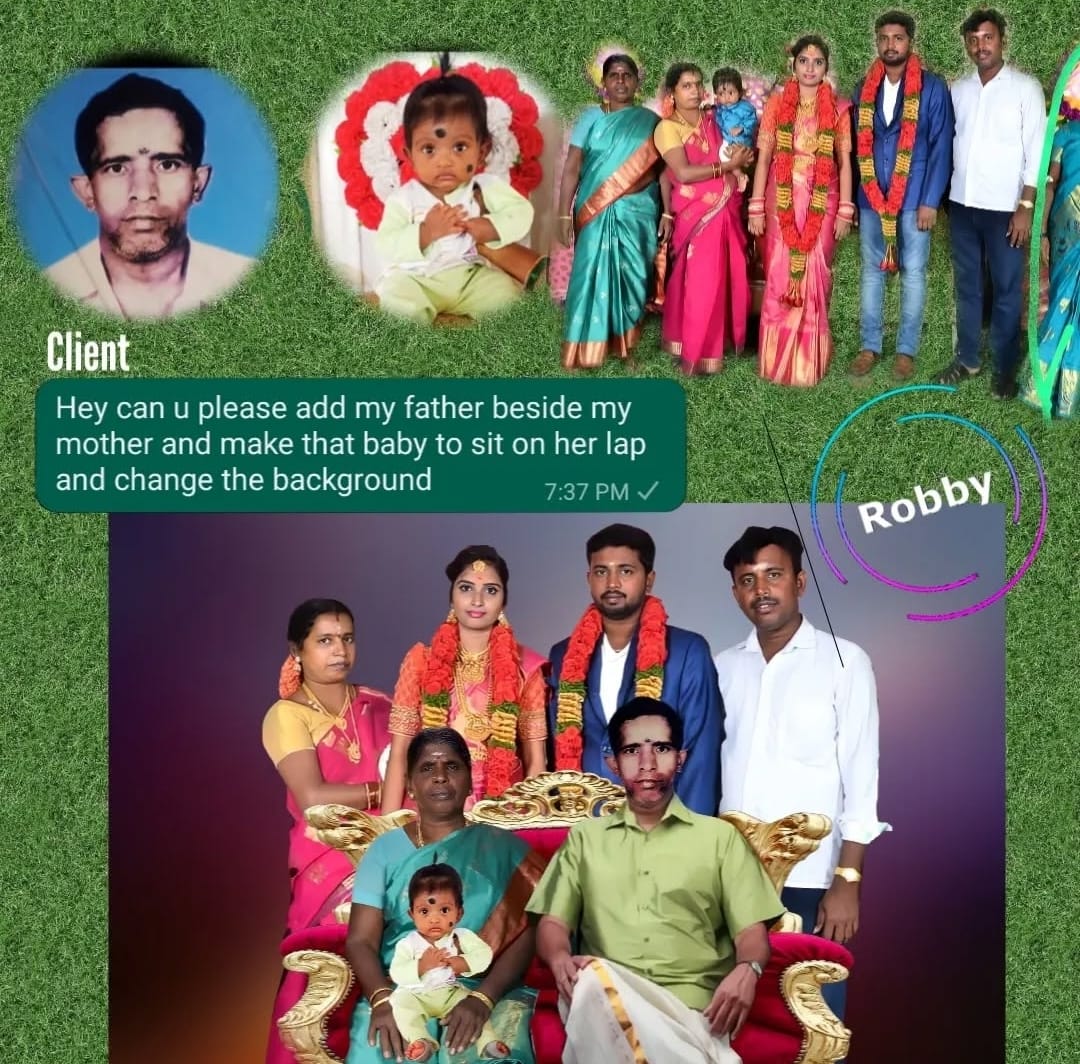 Client
Hey can u please add my father beside my
mother and make that baby to sit on her lap
and change the background
7:37 PM
Robby